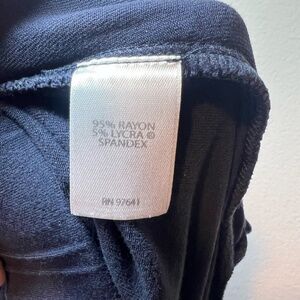 95% RAYON
5% LYCRA ®
SPANDEX
RN 97641